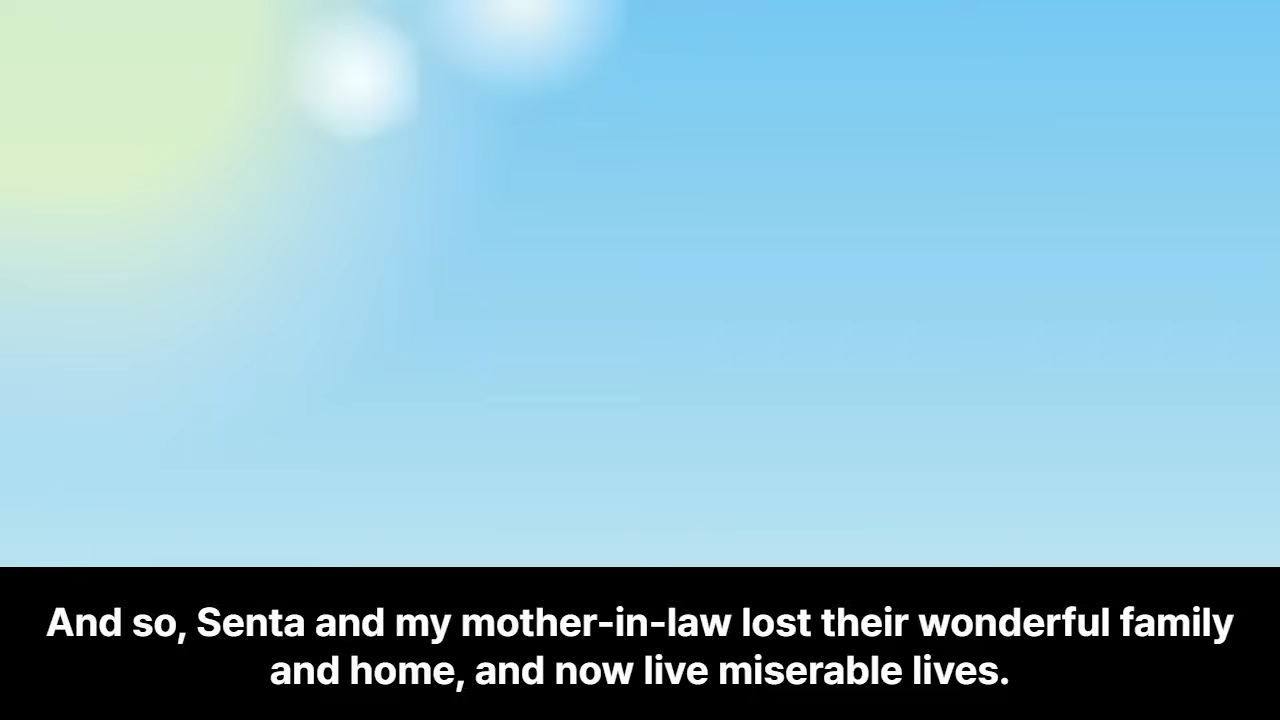 And so, Senta and my mother-in-law lost their wonderful family
and home, and now live miserable lives.